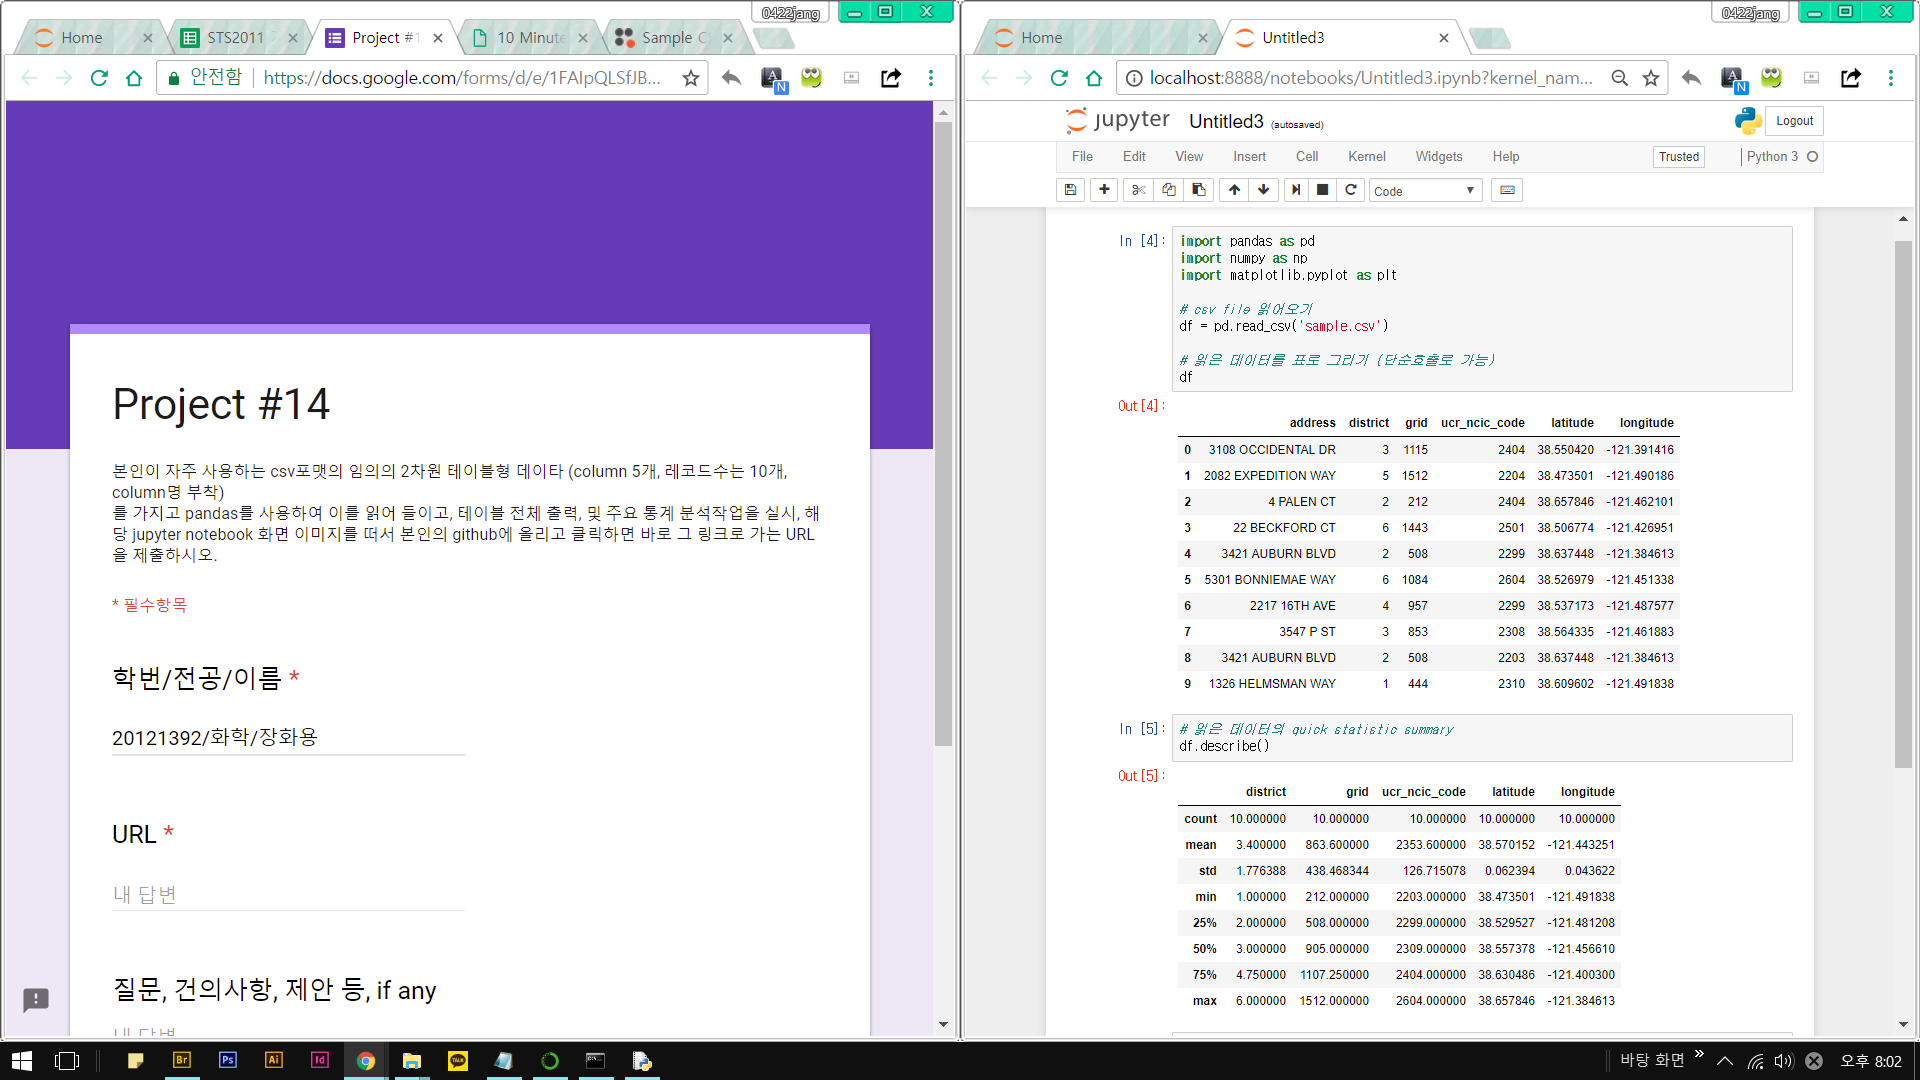 0422jang
Home
STS2011
Project #1
10 Minute
Sample C
안전함
https://docs.google.com/forms/d/e/1FAIpQLSfJB...
Project #14
본인이 자주 사용하는 csv포맷의 임의의 2차원 테이블형 데이타 (column 5개, 레코드수는 10개,
column명 부착)
를 가지고 pandas를 사용하여 이를 읽어 들이고, 테이블 전체 출력, 및 주요 통계 분석작업을 실시, 해
당 jupyter notebook 화면 이미지를 떠서 본인의 github에 올리고 클릭하면 바로 그 링크로 가는 URL
을 제출하시오.
* 필수항목
학번/전공/이름 *
20121392/화학/장화용
URL *
내 답변
질문, 건의사항, 제안 등, if any
내 답변
0422jang
Home
Untitled3
localhost:8888/notebooks/Untitled3.ipynb?kernel_nam...
jupyter Untitled3 (autosaved)
Logout
File Edit View Insert Cell Kernel Widgets Help
Trusted
Python 3
Code
In [4]:
import pandas as pd
import numpy as np
import matplotlib.pyplot as plt
# csv file 읽어오기
df = pd.read_csv('sample.csv')
# 읽은 데이터를 표로 그리기 (단순호출로 가능)
df
Out[4]:
address district grid ucr_ncic_code latitude longitude
0 3108 OCCIDENTAL DR 3 1115 2404 38.550420 -121.391416
1 2082 EXPEDITION WAY 5 1512 2204 38.473501 -121.490186
2 4 PALEN CT 2 212 2404 38.657846 -121.462101
3 22 BECKFORD CT 6 1443 2501 38.506774 -121.426951
4 3421 AUBURN BLVD 2 508 2299 38.637448 -121.384613
5 5301 BONNIEMAE WAY 6 1084 2604 38.526979 -121.451338
6 2217 16TH AVE 4 957 2299 38.537173 -121.487577
7 3547 P ST 3 853 2308 38.564335 -121.461883
8 3421 AUBURN BLVD 2 508 2203 38.637448 -121.384613
9 1326 HELMSMAN WAY 1 444 2310 38.609602 -121.491838
In [5]:
# 읽은 데이터의 quick statistic summary
df.describe()
Out[5]:
district grid ucr_ncic_code latitude longitude
count 10.000000 10.000000 10.000000 10.000000 10.000000
mean 3.400000 863.600000 2353.600000 38.570152 -121.443251
std 1.776388 438.468344 126.715078 0.062394 0.043622
min 1.000000 212.000000 2203.000000 38.473501 -121.491838
25% 2.000000 508.000000 2299.000000 38.529527 -121.481208
50% 3.000000 905.000000 2309.000000 38.557378 -121.456610
75% 4.750000 1107.250000 2404.000000 38.630486 -121.400300
max 6.000000 1512.000000 2604.000000 38.657846 -121.384613
Br
Ps
Ai
Id
TALK
바탕 화면
오후 8:02